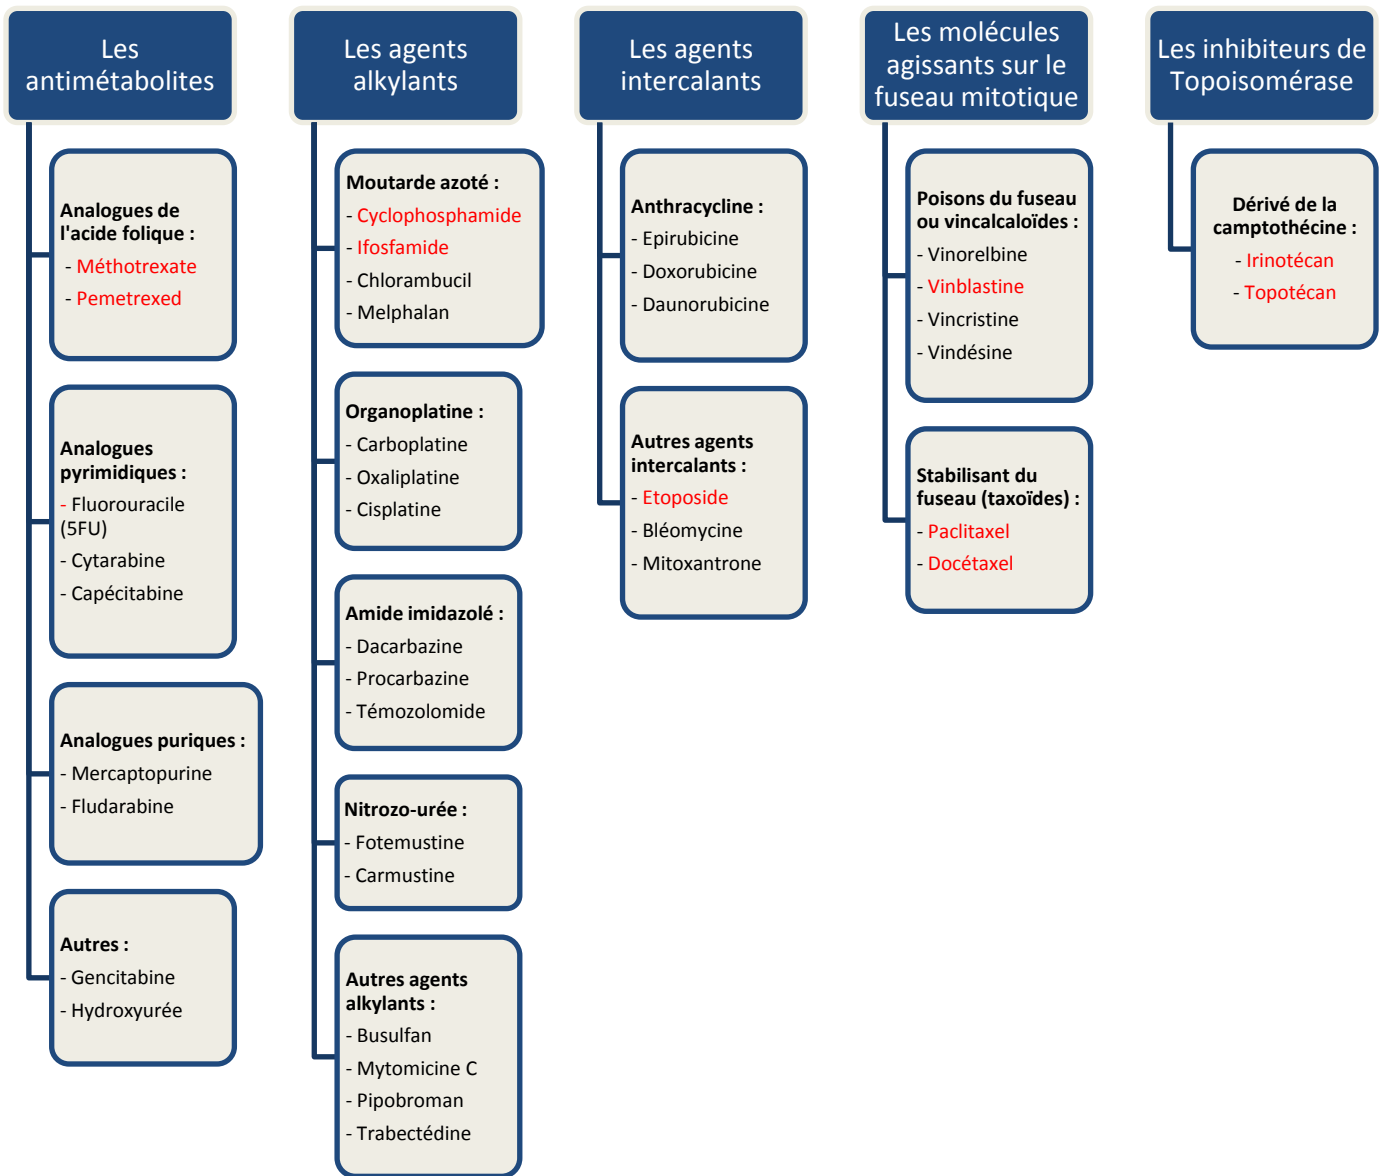 Les
antimétabolites
Analogues de
l'acide folique :
- Méthotrexate
- Pemetrexed
Analogues
pyrimidiques :
- Fluorouracile
(5FU)
- Cytarabine
- Capécitabine
Analogues puriques :
- Mercaptopurine
- Fludarabine
Autres :
- Gencitabine
- Hydroxyurée
Les agents
alkylants
Moutarde azoté :
- Cyclophosphamide
- Ifosfamide
- Chlorambucil
- Melphalan
Organoplatine :
- Carboplatine
- Oxaliplatine
- Cisplatine
Amide imidazolé :
- Dacarbazine
- Procarbazine
- Témozolomide
Nitrozo-urée :
- Fotemustine
- Carmustine
Autres agents
alkylants :
- Busulfan
- Mytomicine C
- Pipobroman
- Trabectédine
Les agents
intercalants
Anthracycline :
- Epirubicine
- Doxorubicine
- Daunorubicine
Autres agents
intercalants :
- Etoposide
- Bléomycine
- Mitoxantrone
Les molécules
agissants sur le
fuseau mitotique
Poisons du fuseau
ou vincalcaloïdes :
- Vinorelbine
- Vinblastine
- Vincristine
- Vindésine
Stabilisant du
fuseau (taxoïdes) :
- Paclitaxel
- Docétaxel
Les inhibiteurs de
Topoisomérase
Dérivé de la
camptothécine :
- Irinotécan
- Topotécan